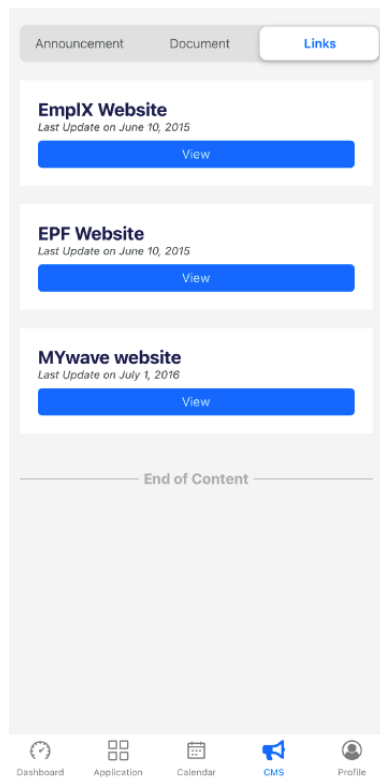 Announcement Document Links
EmplX Website
Last Update on June 10, 2015
View
EPF Website
Last Update on June 10, 2015
View
MYwave website
Last Update on July 1, 2016
View
End of Content
Dashboard Application Calendar CMS Profile